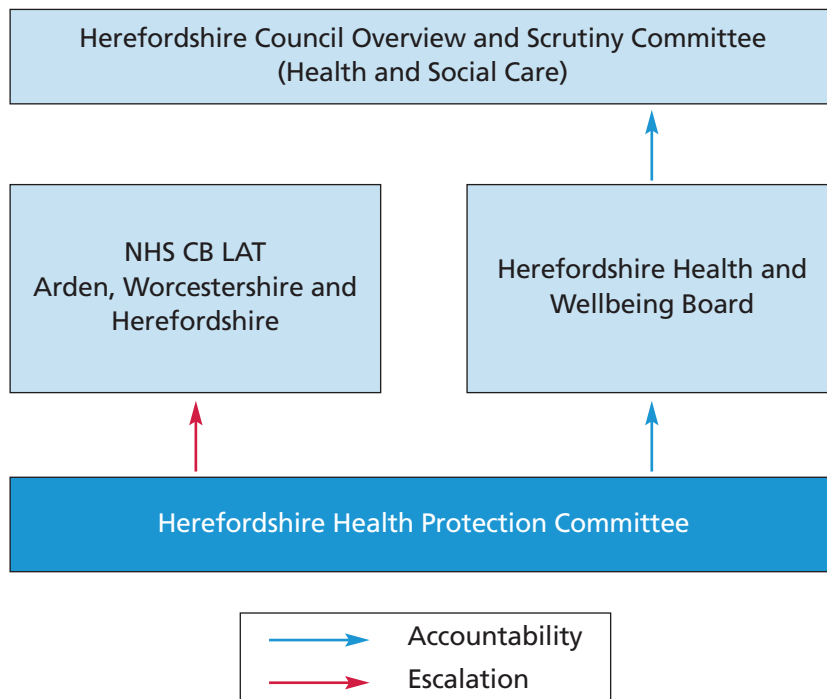 Herefordshire Council Overview and Scrutiny Committee
(Health and Social Care)
NHS CB LAT
Arden, Worcestershire and
Herefordshire
Herefordshire Health and
Wellbeing Board
Herefordshire Health Protection Committee
Accountability
Escalation